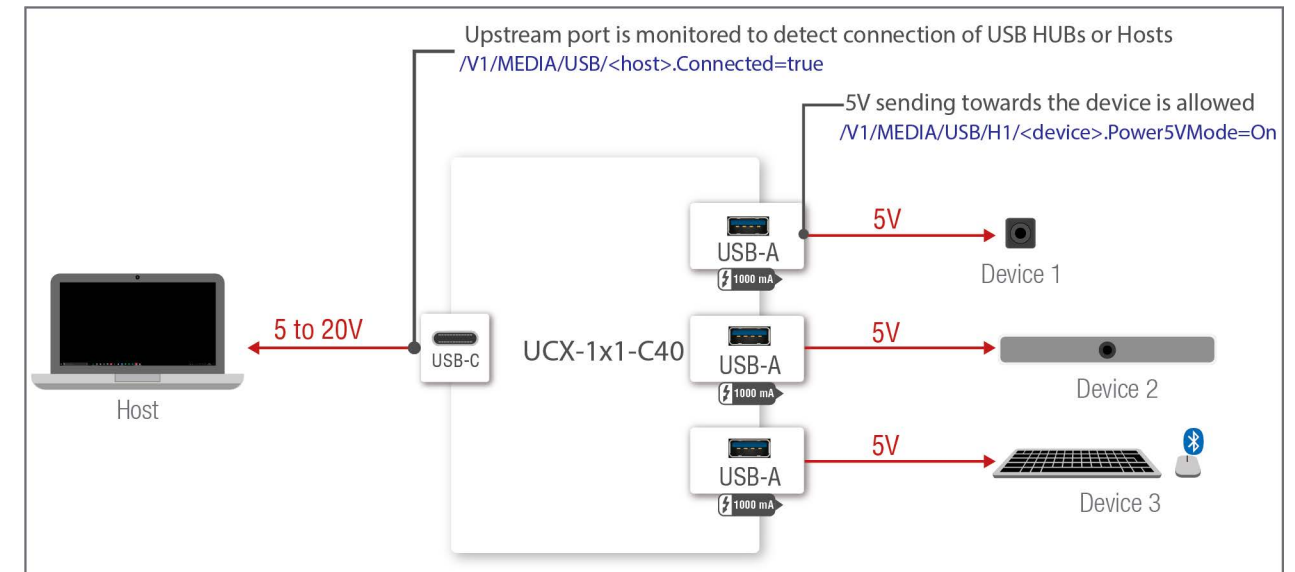 Upstream port is monitored to detect connection of USB HUBs or Hosts
/V1/MEDIA/USB/<host>.Connected=true
5V sending towards the device is allowed
/V1/MEDIA/USB/H1/<device>.Power5VMode=On
5V
USB-A
1000 mA
Device 1
5 to 20V
USB-C
UCX-1x1-C40
5V
USB-A
1000 mA
Device 2
Host
5V
USB-A
1000 mA
Device 3